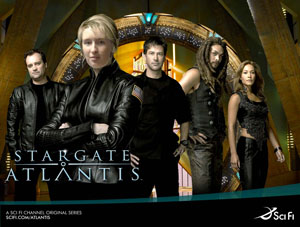 STARGATE
ATLANTIS
A SCI FI CHANNEL ORIGINAL SERIES
SCIFI.COM/ATLANTIS
SCI FI